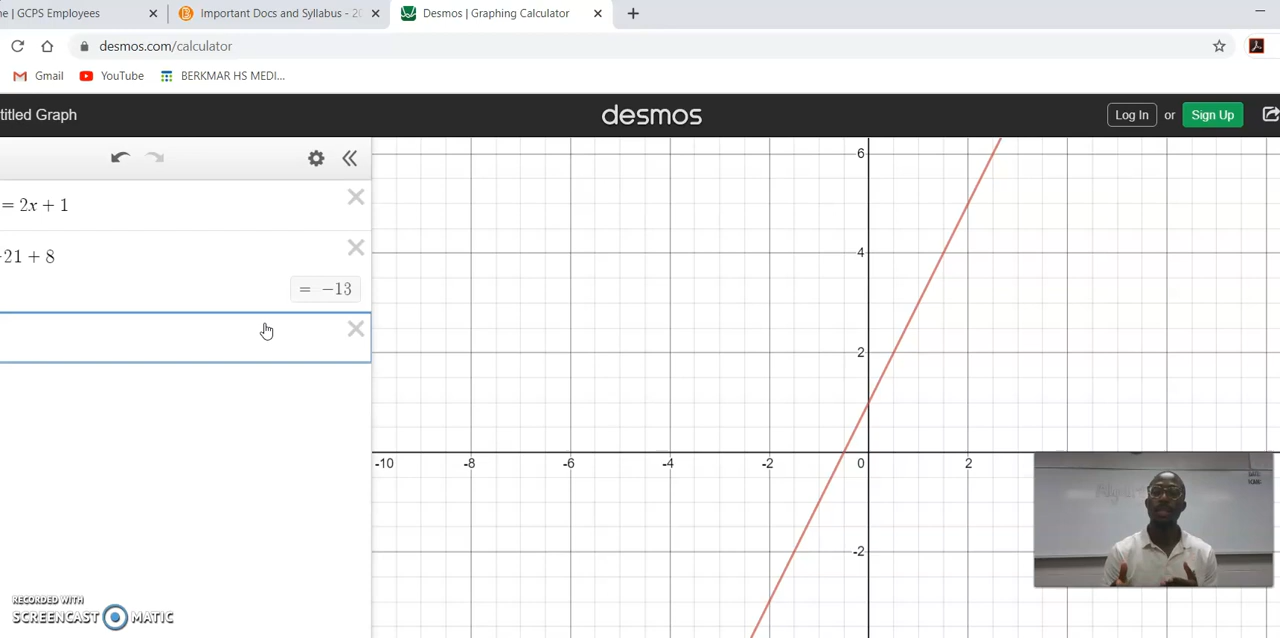 ne | GCPS Employees
Important Docs and Syllabus - 20
Desmos | Graphing Calculator
desmos.com/calculator
Gmail
YouTube
BERKMAR HS MEDI...
titled Graph
desmos
Log In or Sign Up
= 2x + 1
-21 + 8
= −13
6
4
2
-10 -8 -6 -4 -2 0 2
-2
RECORDED WITH
SCREENCAST MATIC